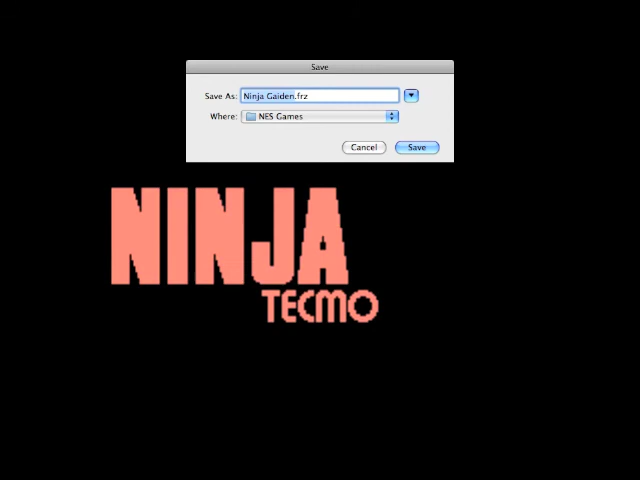 Save
Save As: Ninja Gaiden.frz
Where: NES Games
Cancel Save
NINJA
TECMO